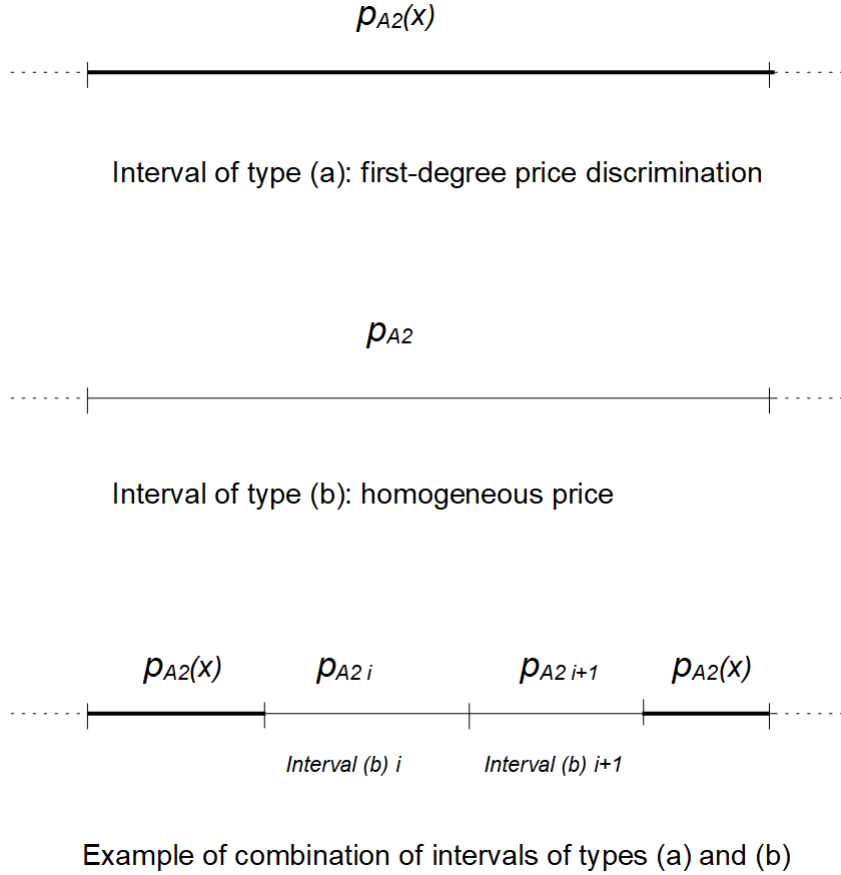 pA2(x)
Interval of type (a): first-degree price discrimination
pA2
Interval of type (b): homogeneous price
pA2(x) pA2 i pA2 i+1 pA2(x)
Interval (b) i Interval (b) i+1
Example of combination of intervals of types (a) and (b)